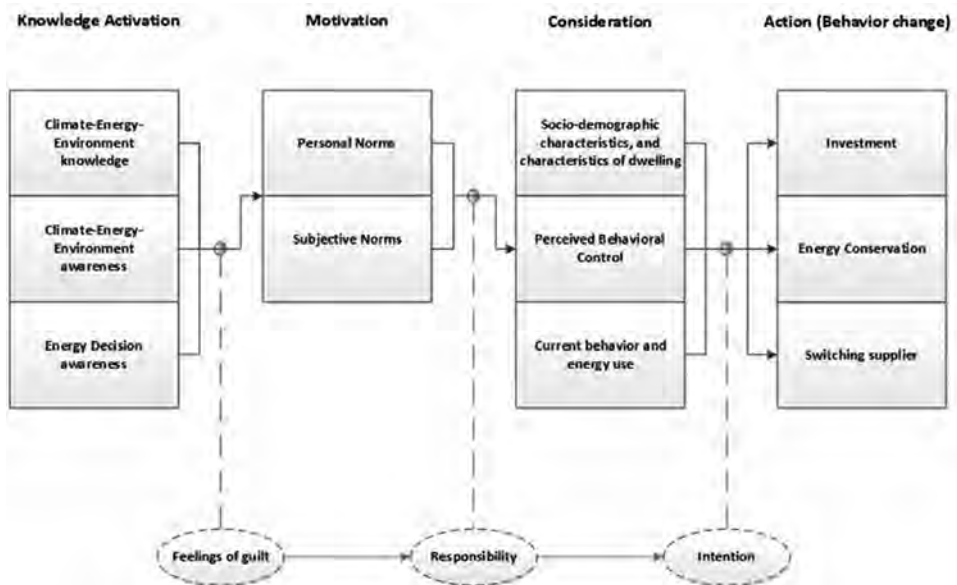 Knowledge Activation
Motivation
Consideration
Action (Behavior change)
Climate-Energy-
Environment
knowledge
Climate-Energy-
Environment
awareness
Energy Decision
awareness
Personal Norms
Subjective Norms
Socio-demographic
characteristics, and
characteristics of dwelling
Perceived Behavioral
Control
Current behavior and
energy use
Investment
Energy Conservation
Switching supplier
Feelings of guilt
Responsibility
Intention